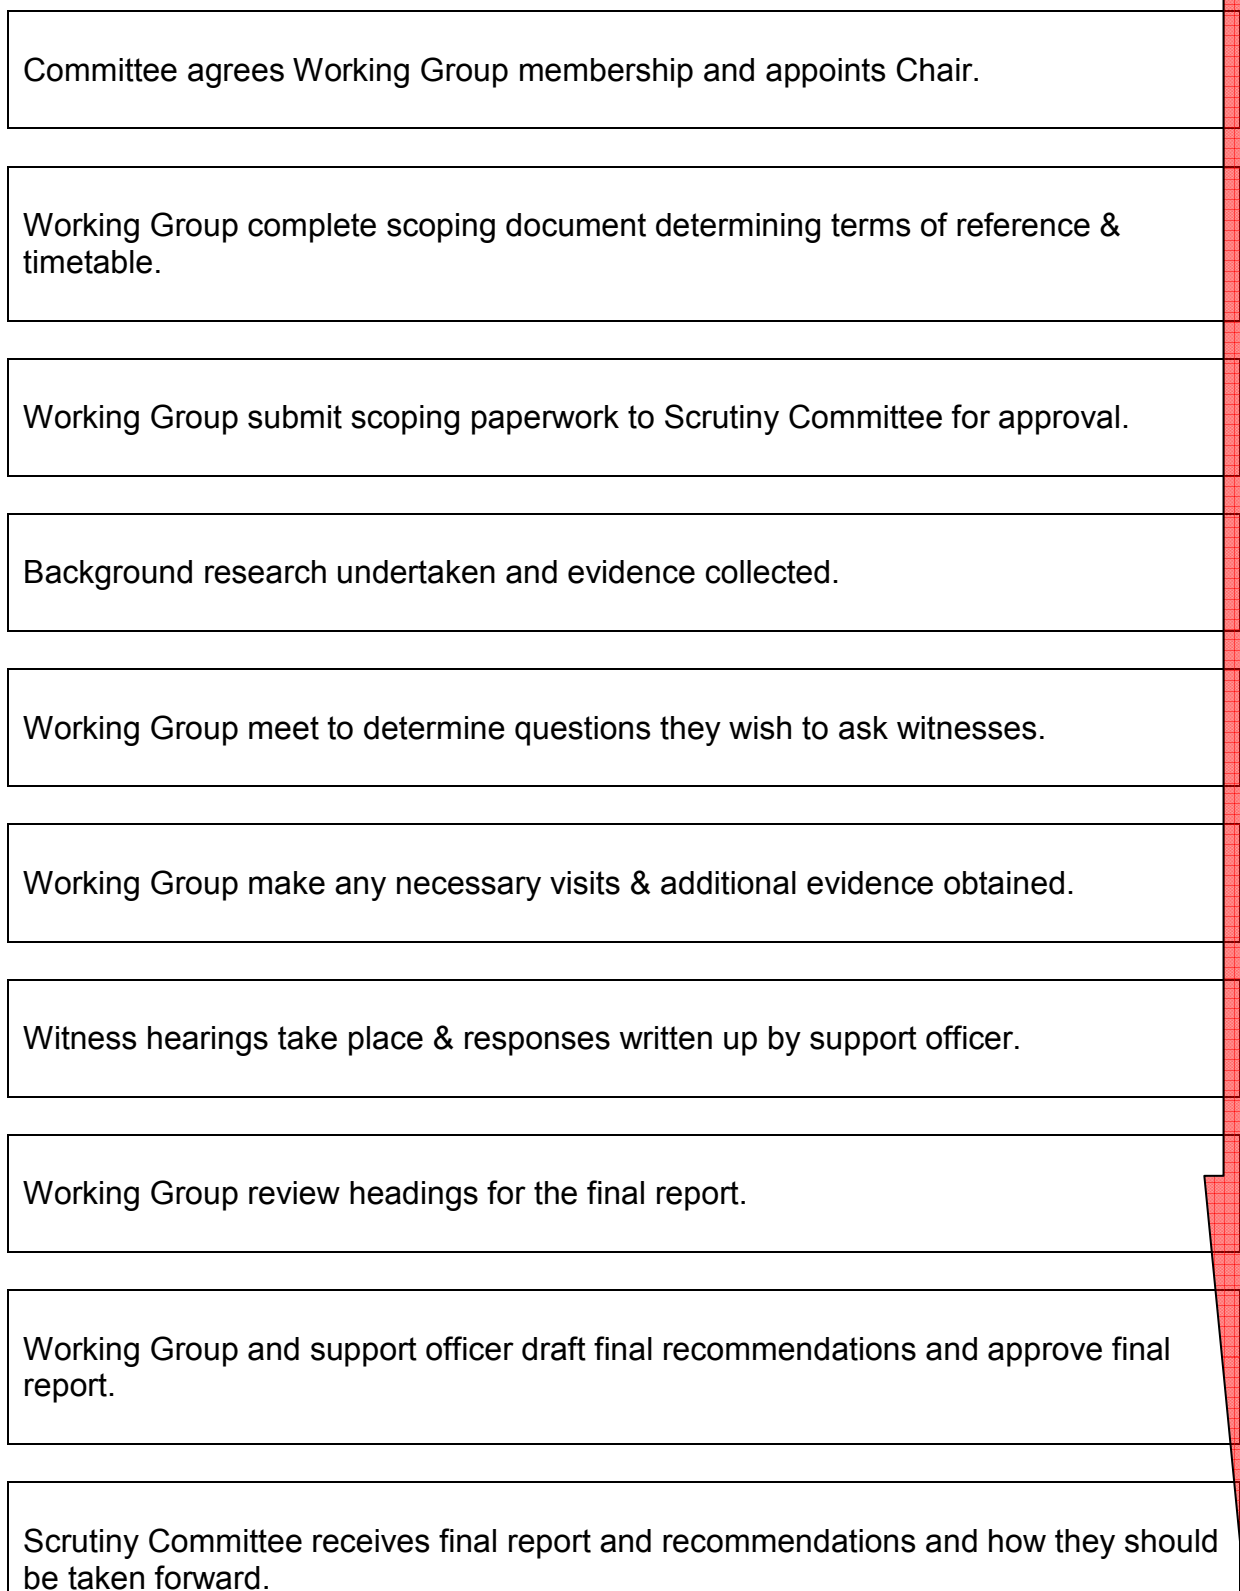 Committee agrees Working Group membership and appoints Chair.
Working Group complete scoping document determining terms of reference &
timetable.
Working Group submit scoping paperwork to Scrutiny Committee for approval.
Background research undertaken and evidence collected.
Working Group meet to determine questions they wish to ask witnesses.
Working Group make any necessary visits & additional evidence obtained.
Witness hearings take place & responses written up by support officer.
Working Group review headings for the final report.
Working Group and support officer draft final recommendations and approve final
report.
Scrutiny Committee receives final report and recommendations and how they should
be taken forward.